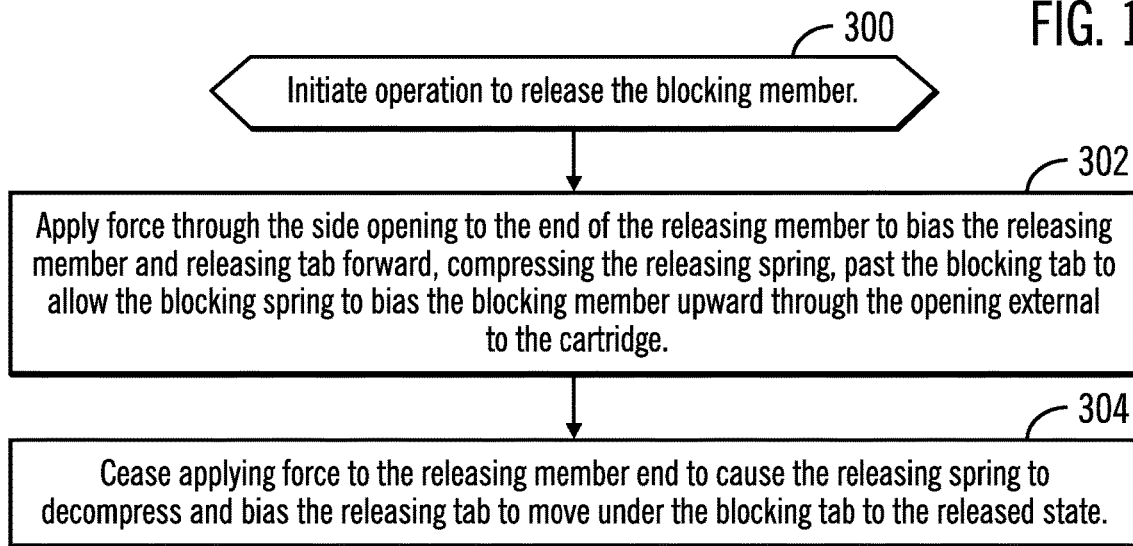 300
FIG. 1
Initiate operation to release the blocking member.
302
Apply force through the side opening to the end of the releasing member to bias the releasing
member and releasing tab forward, compressing the releasing spring, past the blocking tab to
allow the blocking spring to bias the blocking member upward through the opening external
to the cartridge.
304
Cease applying force to the releasing member end to cause the releasing spring to
decompress and bias the releasing tab to move under the blocking tab to the released state.